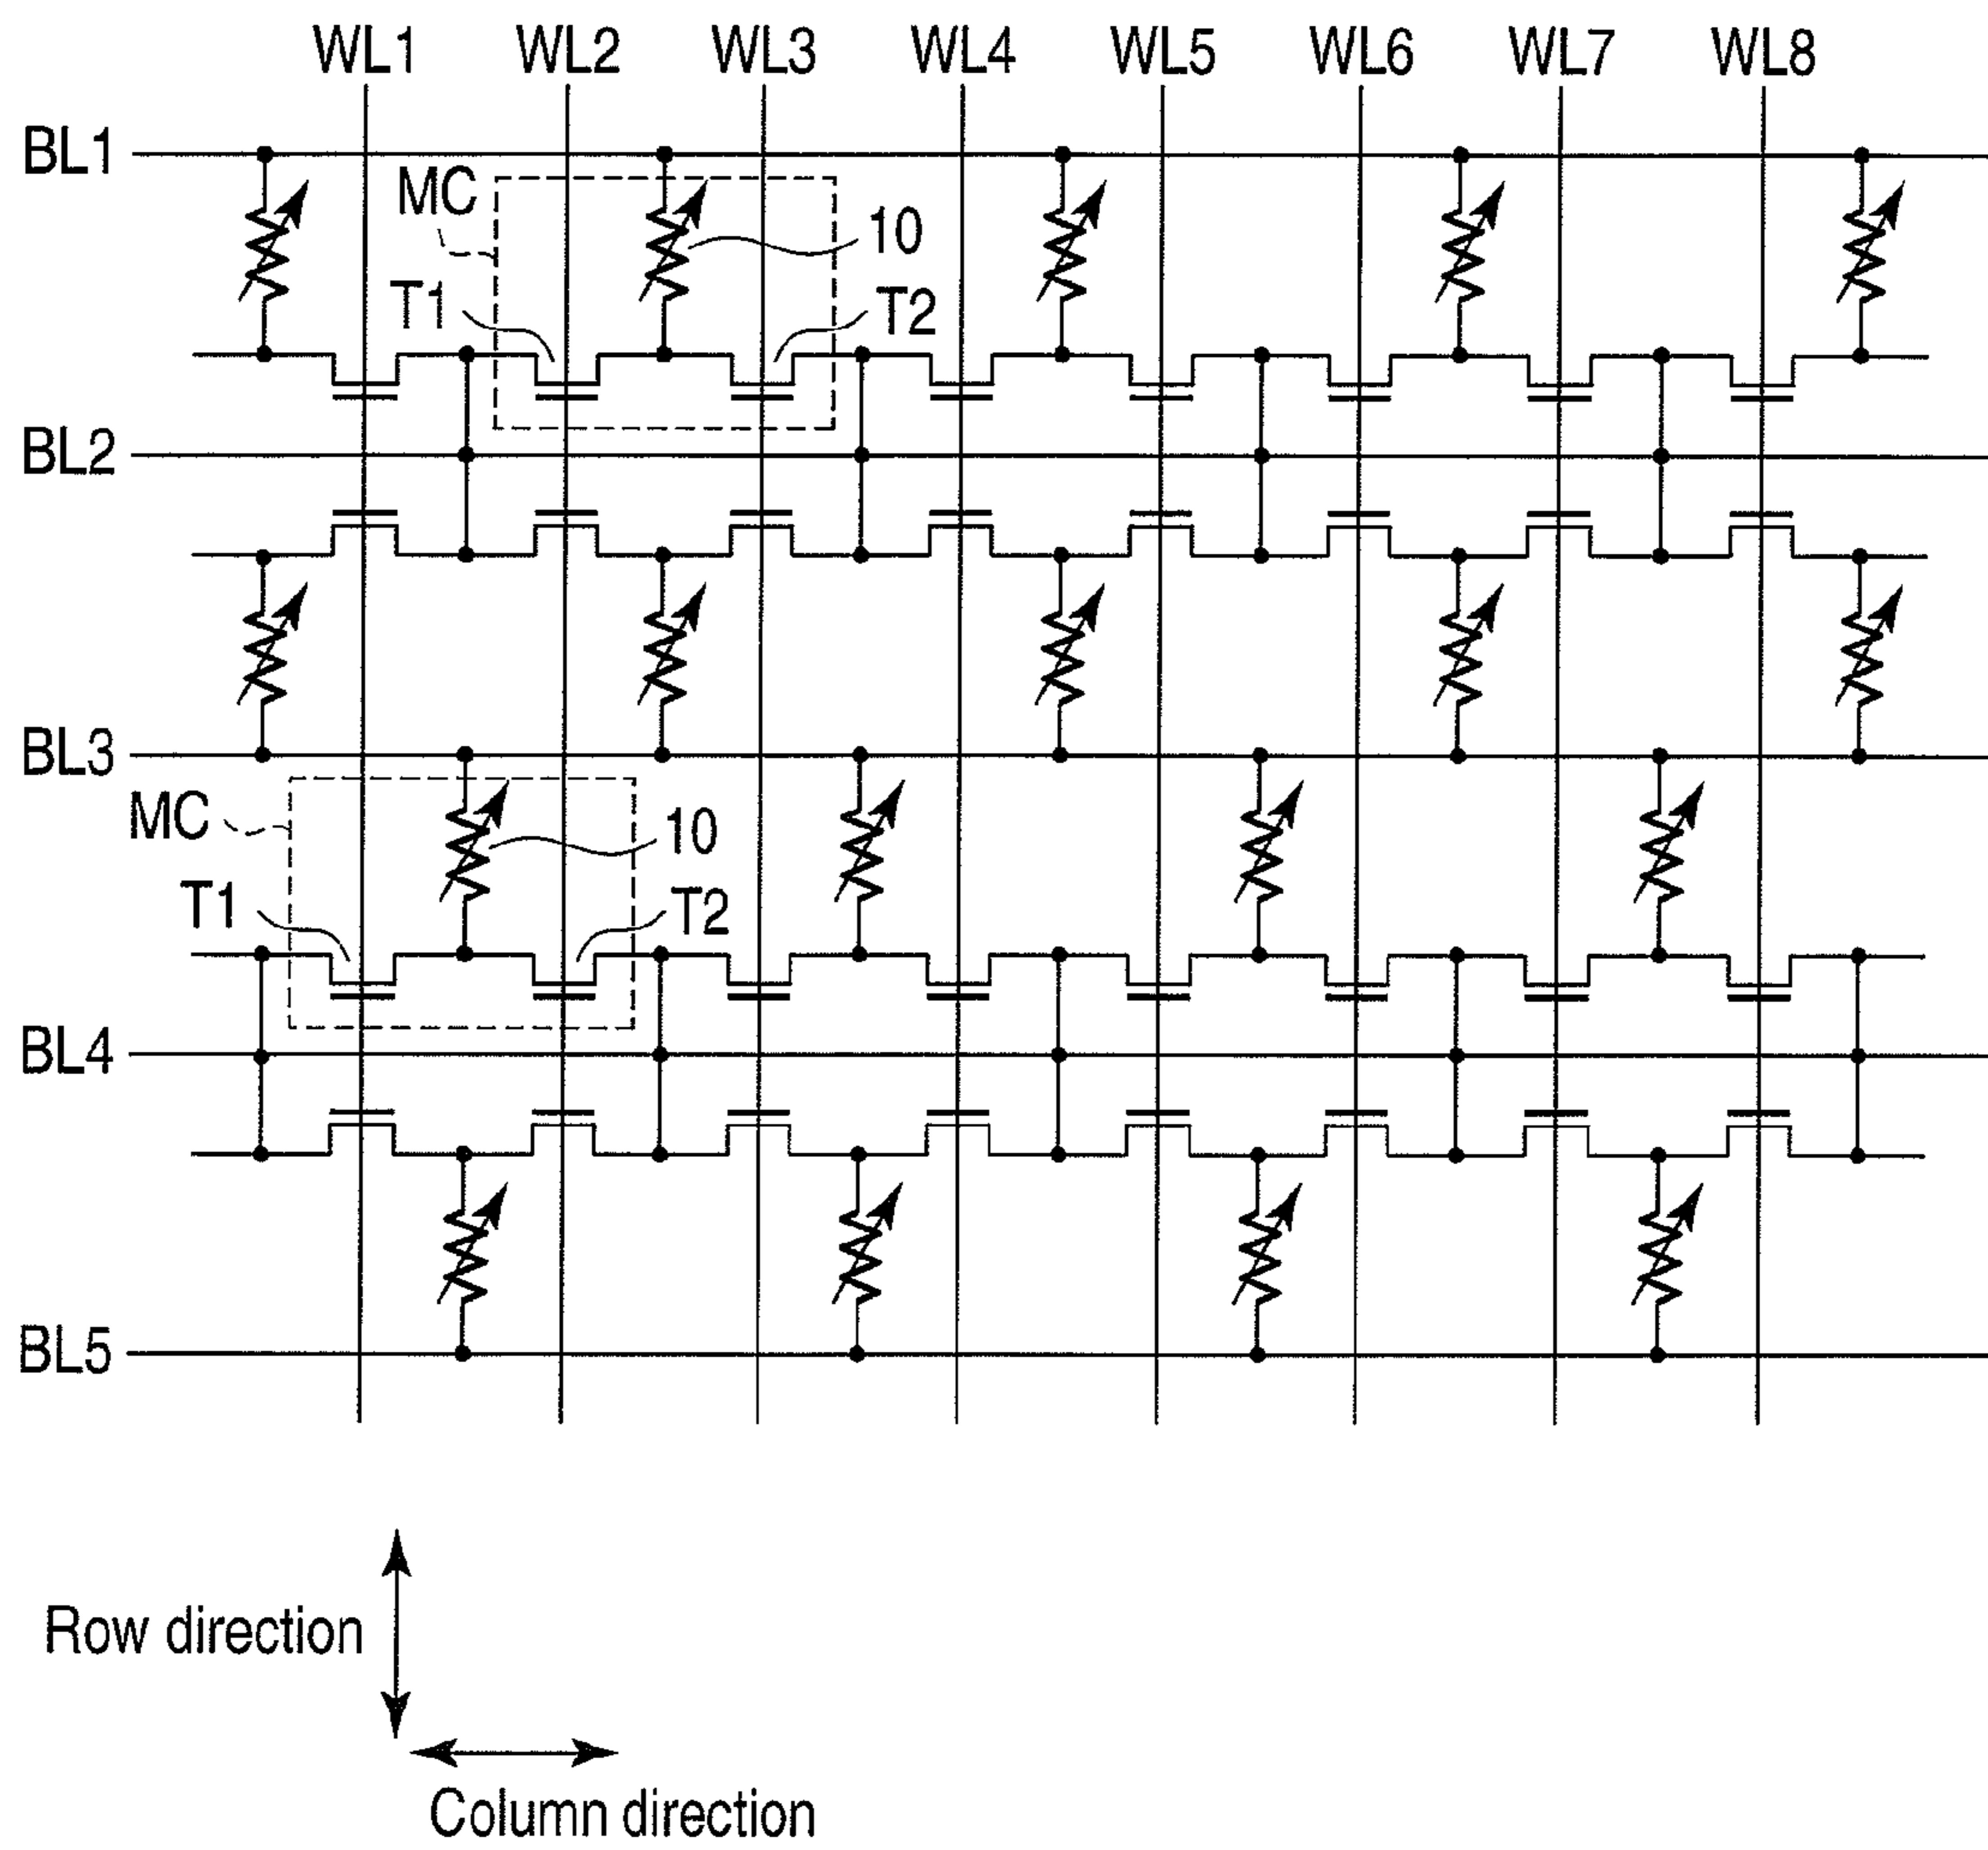 WL1 WL2 WL3 WL4 WL5 WL6 WL7 WL8
BL1
MC
10
T1
T2
BL2
BL3
MC
10
T1
T2
BL4
BL5
Row direction
Column direction